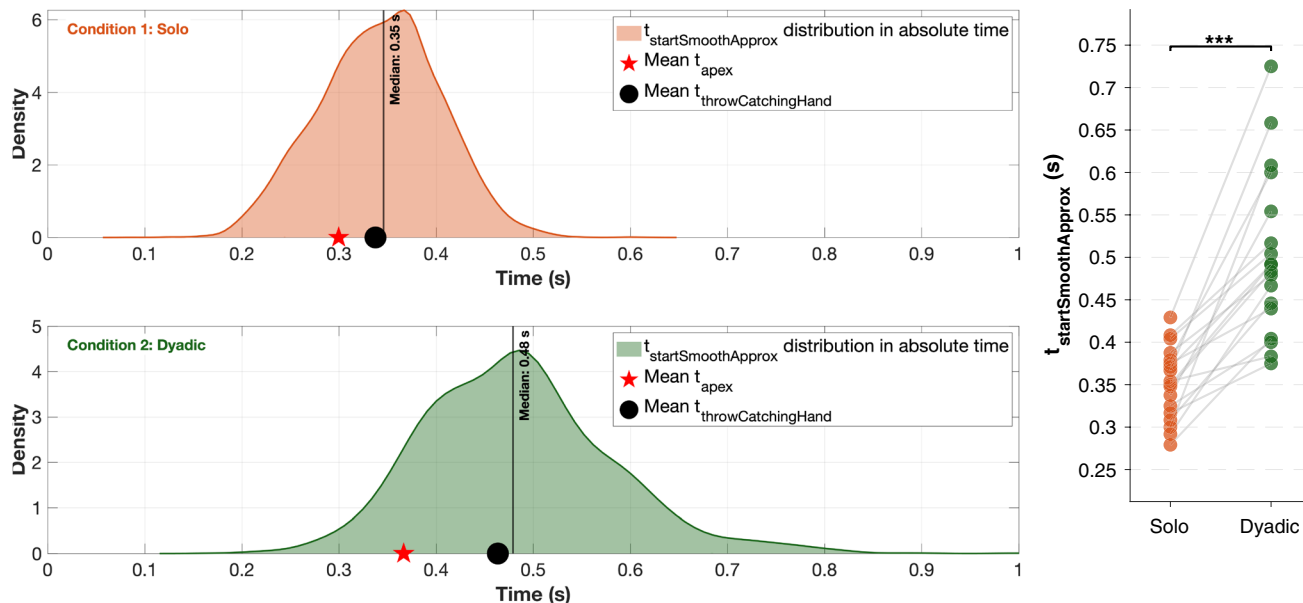 Condition 1: Solo
Median: 0.35 s
t_startSmoothApprox distribution in absolute time
Mean t_apex
Mean t_throwCatchingHand
Density
6
4
2
0
0 0.1 0.2 0.3 0.4 0.5 0.6 0.7 0.8 0.9 1
Time (s)
Condition 2: Dyadic
Median: 0.48 s
t_startSmoothApprox distribution in absolute time
Mean t_apex
Mean t_throwCatchingHand
Density
5
4
3
2
1
0
0 0.1 0.2 0.3 0.4 0.5 0.6 0.7 0.8 0.9 1
Time (s)
***
t_startSmoothApprox (s)
0.75
0.7
0.65
0.6
0.55
0.5
0.45
0.4
0.35
0.3
0.25
Solo Dyadic